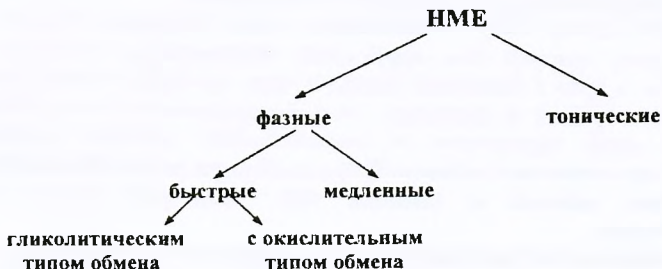 НМЕ
фазные тонические
быстрые медленные
гликолитическим с окислительным
типом обмена типом обмена